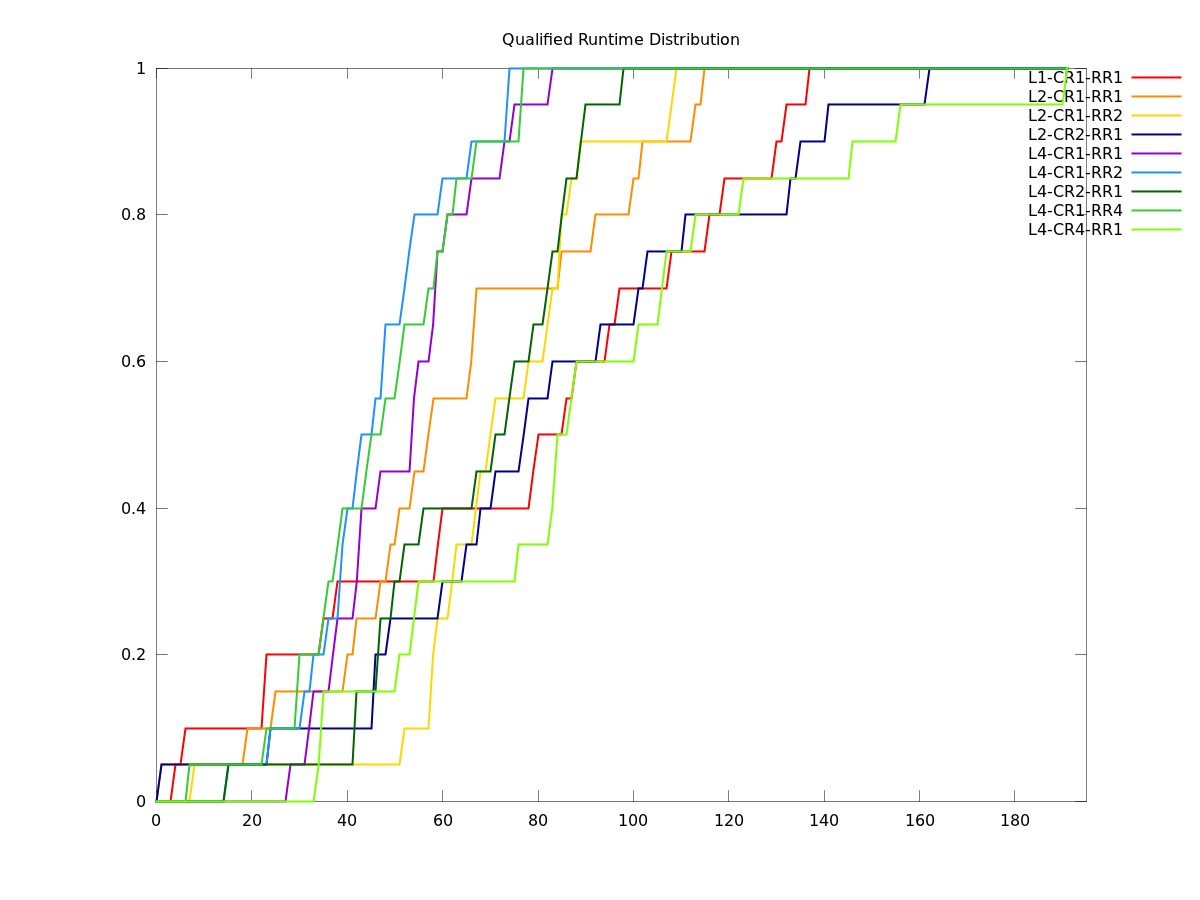 Qualified Runtime Distribution
1
0.8
0.6
0.4
0.2
0
0 20 40 60 80 100 120 140 160 180
L1-CR1-RR1
L2-CR1-RR1
L2-CR1-RR2
L2-CR2-RR1
L4-CR1-RR1
L4-CR1-RR2
L4-CR2-RR1
L4-CR1-RR4
L4-CR4-RR1